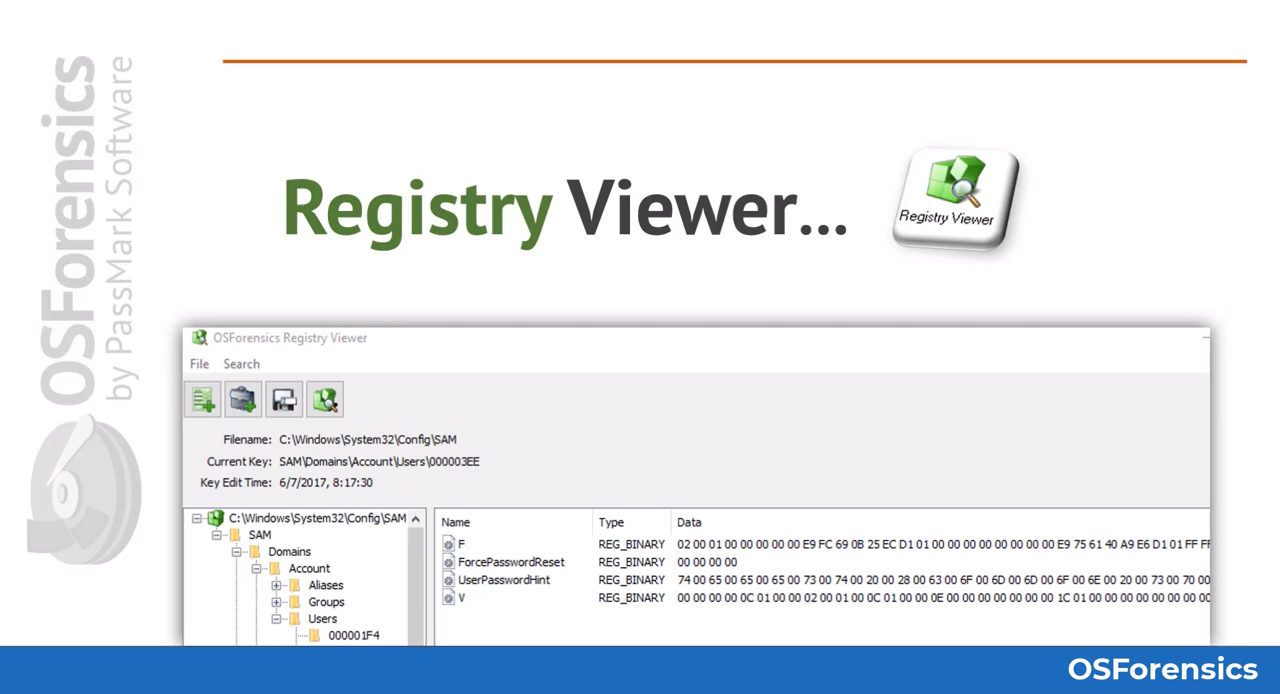 OSForensics
by PassMark Software
Registry Viewer...
Registry Viewer
OSForensics Registry Viewer
File Search
Filename: C:\Windows\System32\Config\SAM
Current Key: SAM\Domains\Account\Users\000003EE
Key Edit Time: 6/7/2017, 8:17:30
C:\Windows\System32\Config\SAM
SAM
Domains
Account
Aliases
Groups
Users
000001F4
Name Type Data
F REG_BINARY 02 00 01 00 00 00 00 00 E9 FC 69 0B 25 EC D1 01 00 00 00 00 00 00 00 00 E9 75 61 40 A9 E6 D1 01 FF
ForcePasswordReset REG_BINARY 00 00 00 00
UserPasswordHint REG_BINARY 74 00 65 00 65 00 65 00 73 00 74 00 20 00 28 00 63 00 6F 00 6D 00 6D 00 6F 00 6E 00 20 00 73 00 70 00
V REG_BINARY 00 00 00 00 0C 01 00 00 02 00 01 00 0C 01 00 00 0E 00 00 00 00 00 00 00 1C 01 00 00 00 00 00 00 00
OSForensics